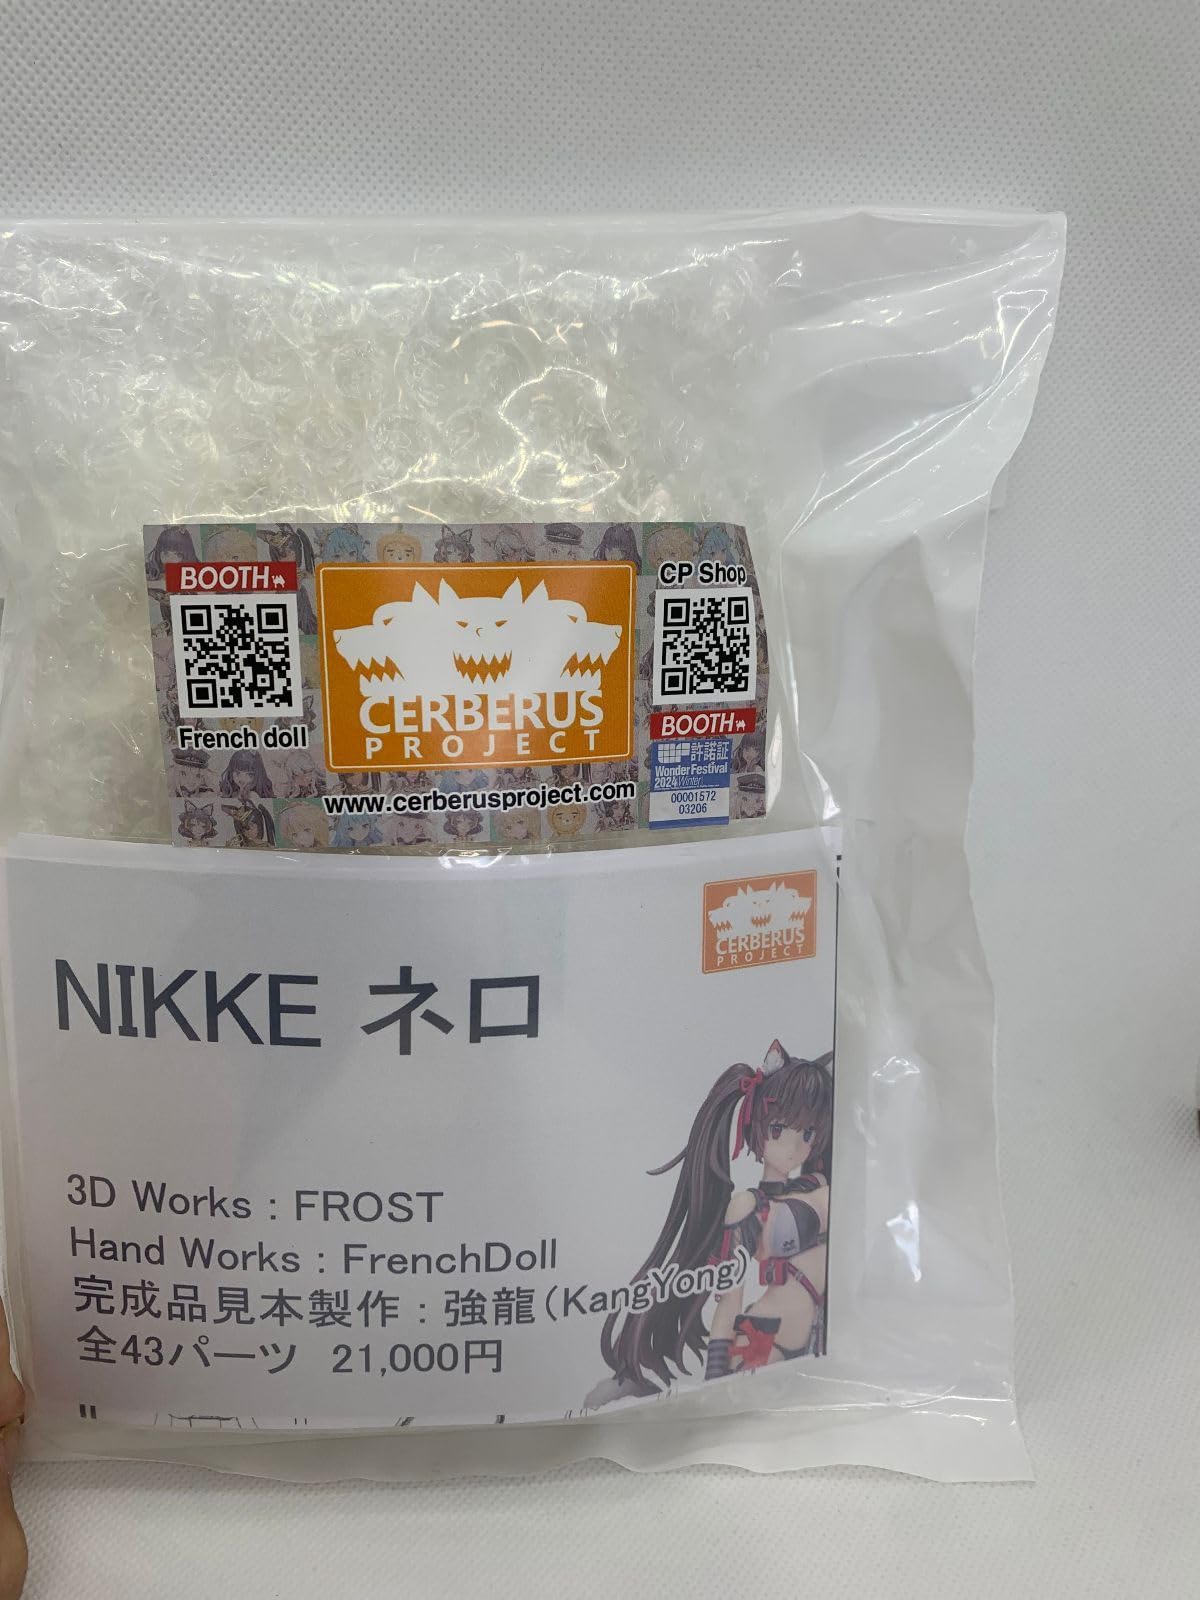 BOOTH
French doll
CERBERUS
PROJECT
www.cerberusproject.com
CP Shop
BOOTH
WF 許諾証
Wonder Festival
2024 Winter
00001572
03206
CERBERUS
PROJECT
NIKKE ネロ
3D Works : FROST
Hand Works : FrenchDoll
完成品見本製作 : 強龍(KangYong)
全43パーツ 21,000円